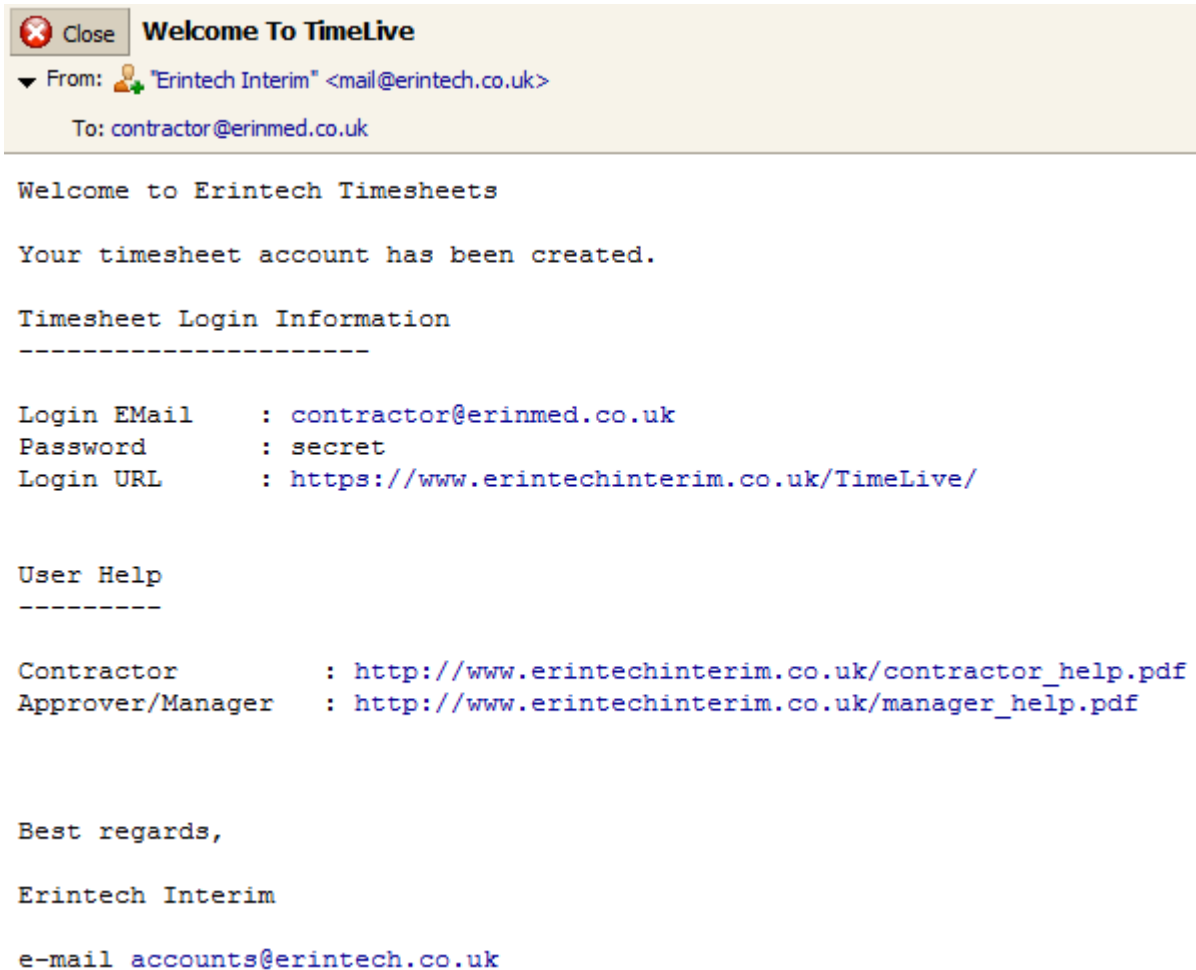 Close Welcome To TimeLive
From: "Erintech Interim" <mail@erintech.co.uk>
To: contractor@erinmed.co.uk
Welcome to Erintech Timesheets
Your timesheet account has been created.
Timesheet Login Information
----------------------
Login EMail : contractor@erinmed.co.uk
Password : secret
Login URL : https://www.erintechinterim.co.uk/TimeLive/
User Help
---------
Contractor : http://www.erintechinterim.co.uk/contractor_help.pdf
Approver/Manager : http://www.erintechinterim.co.uk/manager_help.pdf
Best regards,
Erintech Interim
e-mail accounts@erintech.co.uk